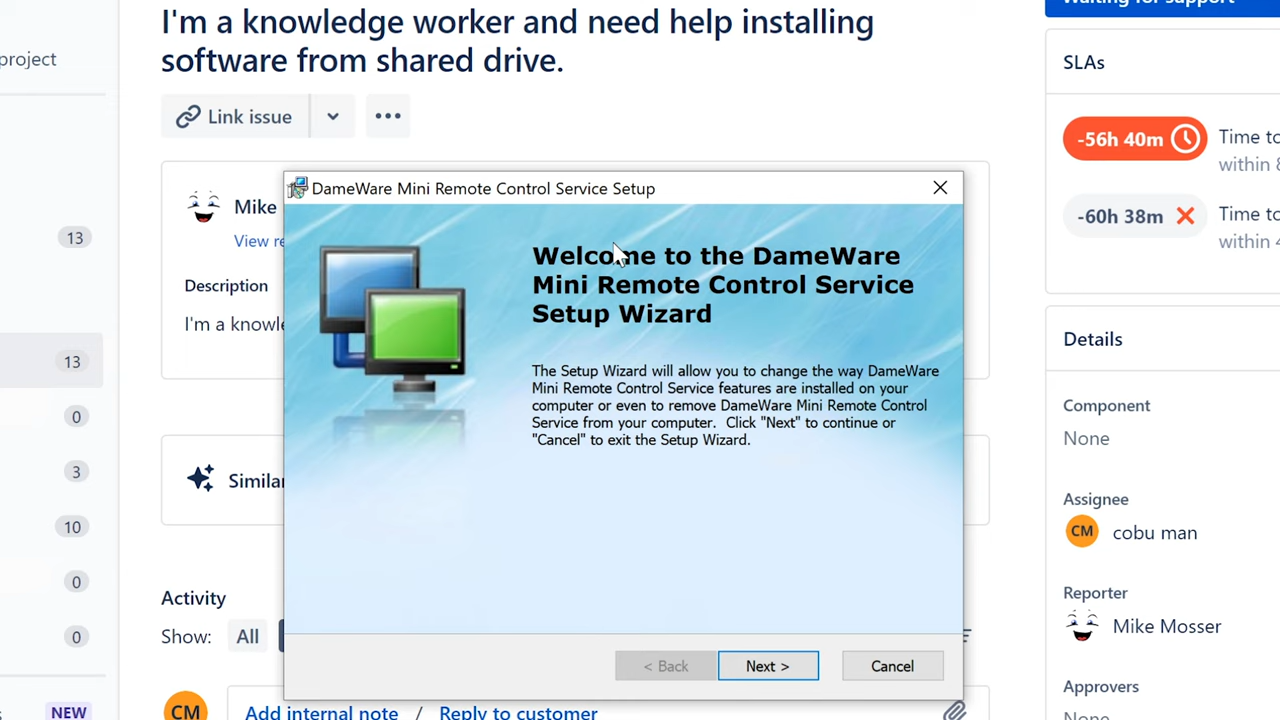 I'm a knowledge worker and need help installing
software from shared drive.
Waiting for support
project
SLAs
Link issue
-56h 40m
Time to
within 8
DameWare Mini Remote Control Service Setup
Mike
-60h 38m
Time to
within 4
13
View re
Welcome to the DameWare
Mini Remote Control Service
Setup Wizard
Description
I'm a knowle
Details
13
The Setup Wizard will allow you to change the way DameWare
Mini Remote Control Service features are installed on your
computer or even to remove DameWare Mini Remote Control
Service from your computer. Click "Next" to continue or
"Cancel" to exit the Setup Wizard.
Component
None
0
3
Similar
Assignee
CM cobu man
10
0
Activity
Reporter
Mike Mosser
Show: All
0
< Back
Next >
Cancel
Approvers
None
NEW
CM
Add internal note / Reply to customer